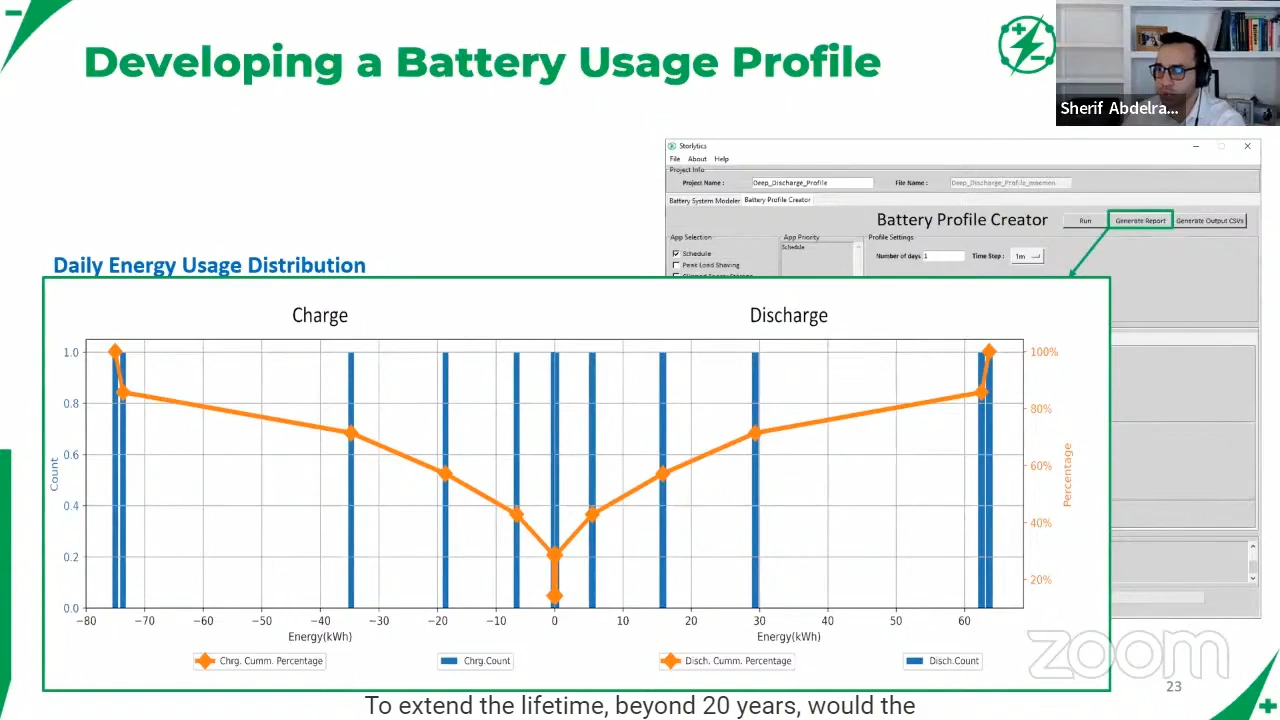 Developing a Battery Usage Profile
Sherif Abdelra...
Storlytics
File About Help
Project Info
Project Name : Deep_Discharge_Profile File Name : Deep_Discharge_Profile_mnemen
Battery System Modeler Battery Profile Creator
Battery Profile Creator Run Generate Report Generate Output CSVs
App Selection App Priority Profile Settings
Schedule Schedule
Number of days 1 Time Step : 1m
Peak Load Shaving
Daily Energy Usage Distribution
Charge Discharge
1.0 100%
0.8 80%
0.6 60%
0.4 40%
0.2 20%
0.0
Count
Percentage
−80 −70 −60 −50 −40 −30 −20 −10 0 10 20 30 40 50 60
Energy(kWh) Energy(kWh)
Chrg. Cumm. Percentage Chrg.Count Disch. Cumm. Percentage Disch.Count
zoom
23
To extend the lifetime, beyond 20 years, would the